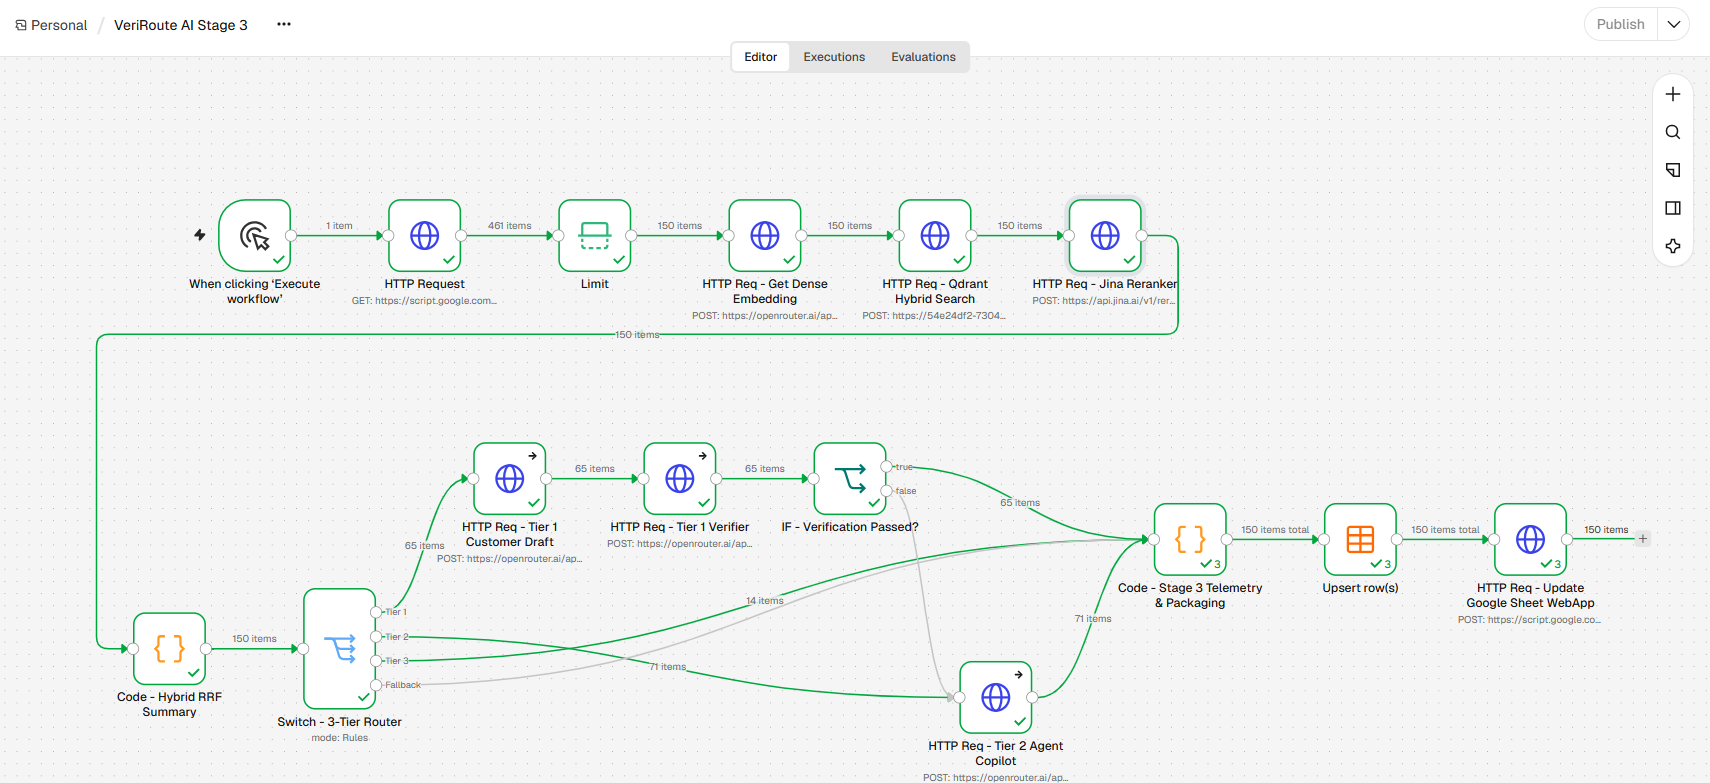 Personal / VeriRoute AI Stage 3 ...
Publish
Editor Executions Evaluations
1 item
461 items
150 items
150 items
150 items
When clicking ‘Execute
workflow’
HTTP Request
GET: https://script.google.com...
Limit
HTTP Req - Get Dense
Embedding
POST: https://openrouter.ai/ap...
HTTP Req - Qdrant
Hybrid Search
POST: https://54e24df2-7304...
HTTP Req - Jina Reranker
POST: https://api.jina.ai/v1/rer...
150 items
Code - Hybrid RRF
Summary
150 items
Switch - 3-Tier Router
mode: Rules
Tier 1
Tier 2
Tier 3
Fallback
65 items
HTTP Req - Tier 1
Customer Draft
POST: https://openrouter.ai/ap...
65 items
HTTP Req - Tier 1 Verifier
POST: https://openrouter.ai/ap...
65 items
IF - Verification Passed?
true
false
65 items
14 items
71 items
HTTP Req - Tier 2 Agent
Copilot
POST: https://openrouter.ai/ap...
71 items
3
Code - Stage 3 Telemetry
& Packaging
150 items total
3
Upsert row(s)
150 items total
3
HTTP Req - Update
Google Sheet WebApp
POST: https://script.google.co...
150 items